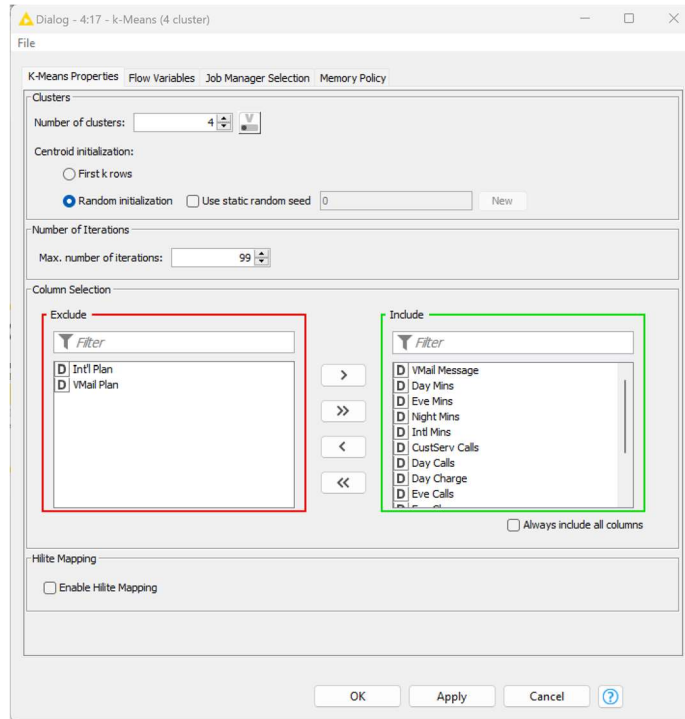 Dialog - 4:17 - k-Means (4 cluster)
File
K-Means Properties Flow Variables Job Manager Selection Memory Policy
Clusters
Number of clusters: 4 V
Centroid initialization:
First k rows
Random initialization Use static random seed 0 New
Number of Iterations
Max. number of iterations: 99
Column Selection
Exclude
Filter
D Int'l Plan
D VMail Plan
>
>>
<
<<
Include
Filter
D VMail Message
D Day Mins
D Eve Mins
D Night Mins
D Intl Mins
D CustServ Calls
D Day Calls
D Day Charge
D Eve Calls
D
Always include all columns
Hilite Mapping
Enable Hilite Mapping
OK Apply Cancel ?